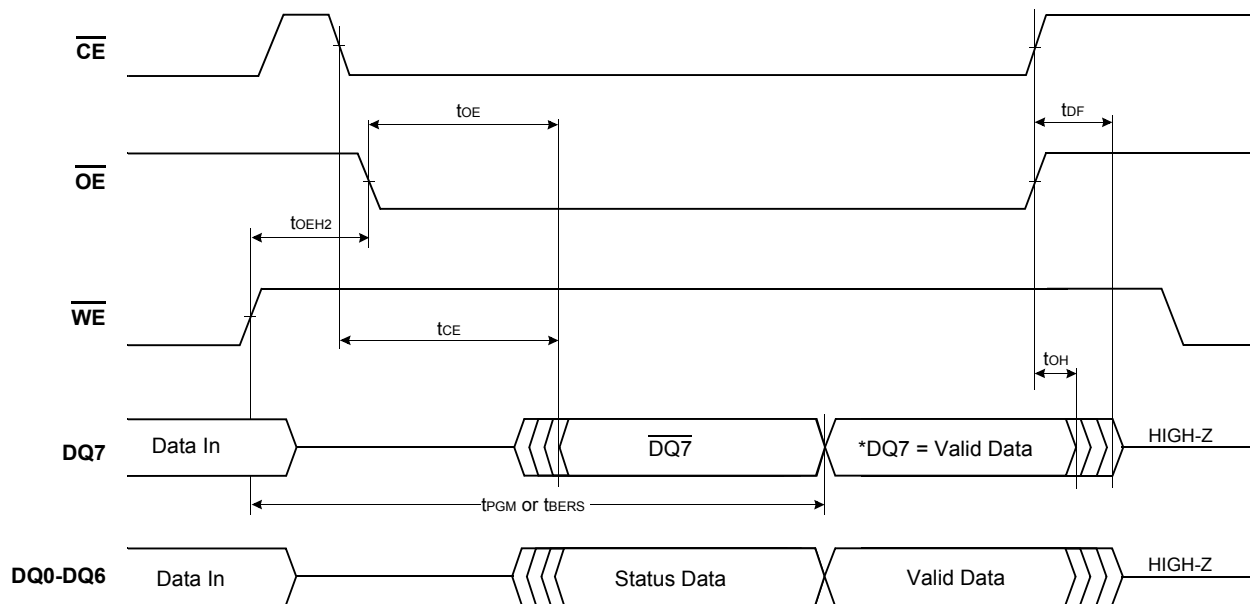 CE
tOE
tDF
OE
tOEH2
WE
tCE
tOH
DQ7
Data In
DQ7
*DQ7 = Valid Data
HIGH-Z
tPGM or tBERS
DQ0-DQ6
Data In
Status Data
Valid Data
HIGH-Z